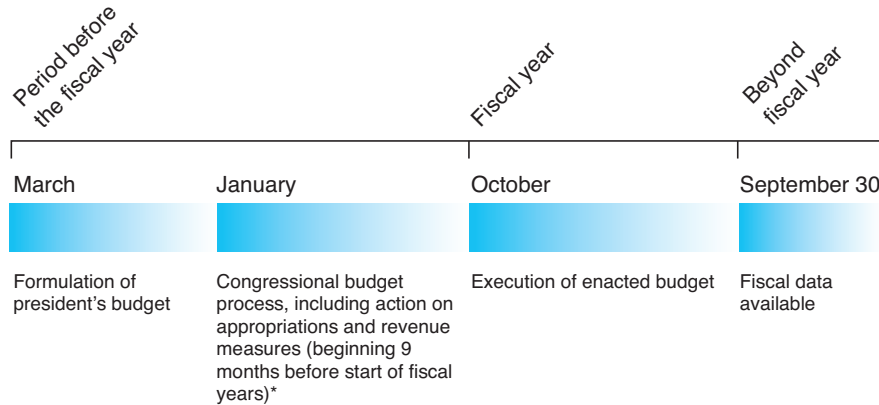 Period before
the fiscal year
Fiscal year
Beyond
fiscal year
March
January
October
September 30
Formulation of
president’s budget
Congressional budget
process, including action on
appropriations and revenue
measures (beginning 9
months before start of fiscal
years)*
Execution of enacted budget
Fiscal data
available